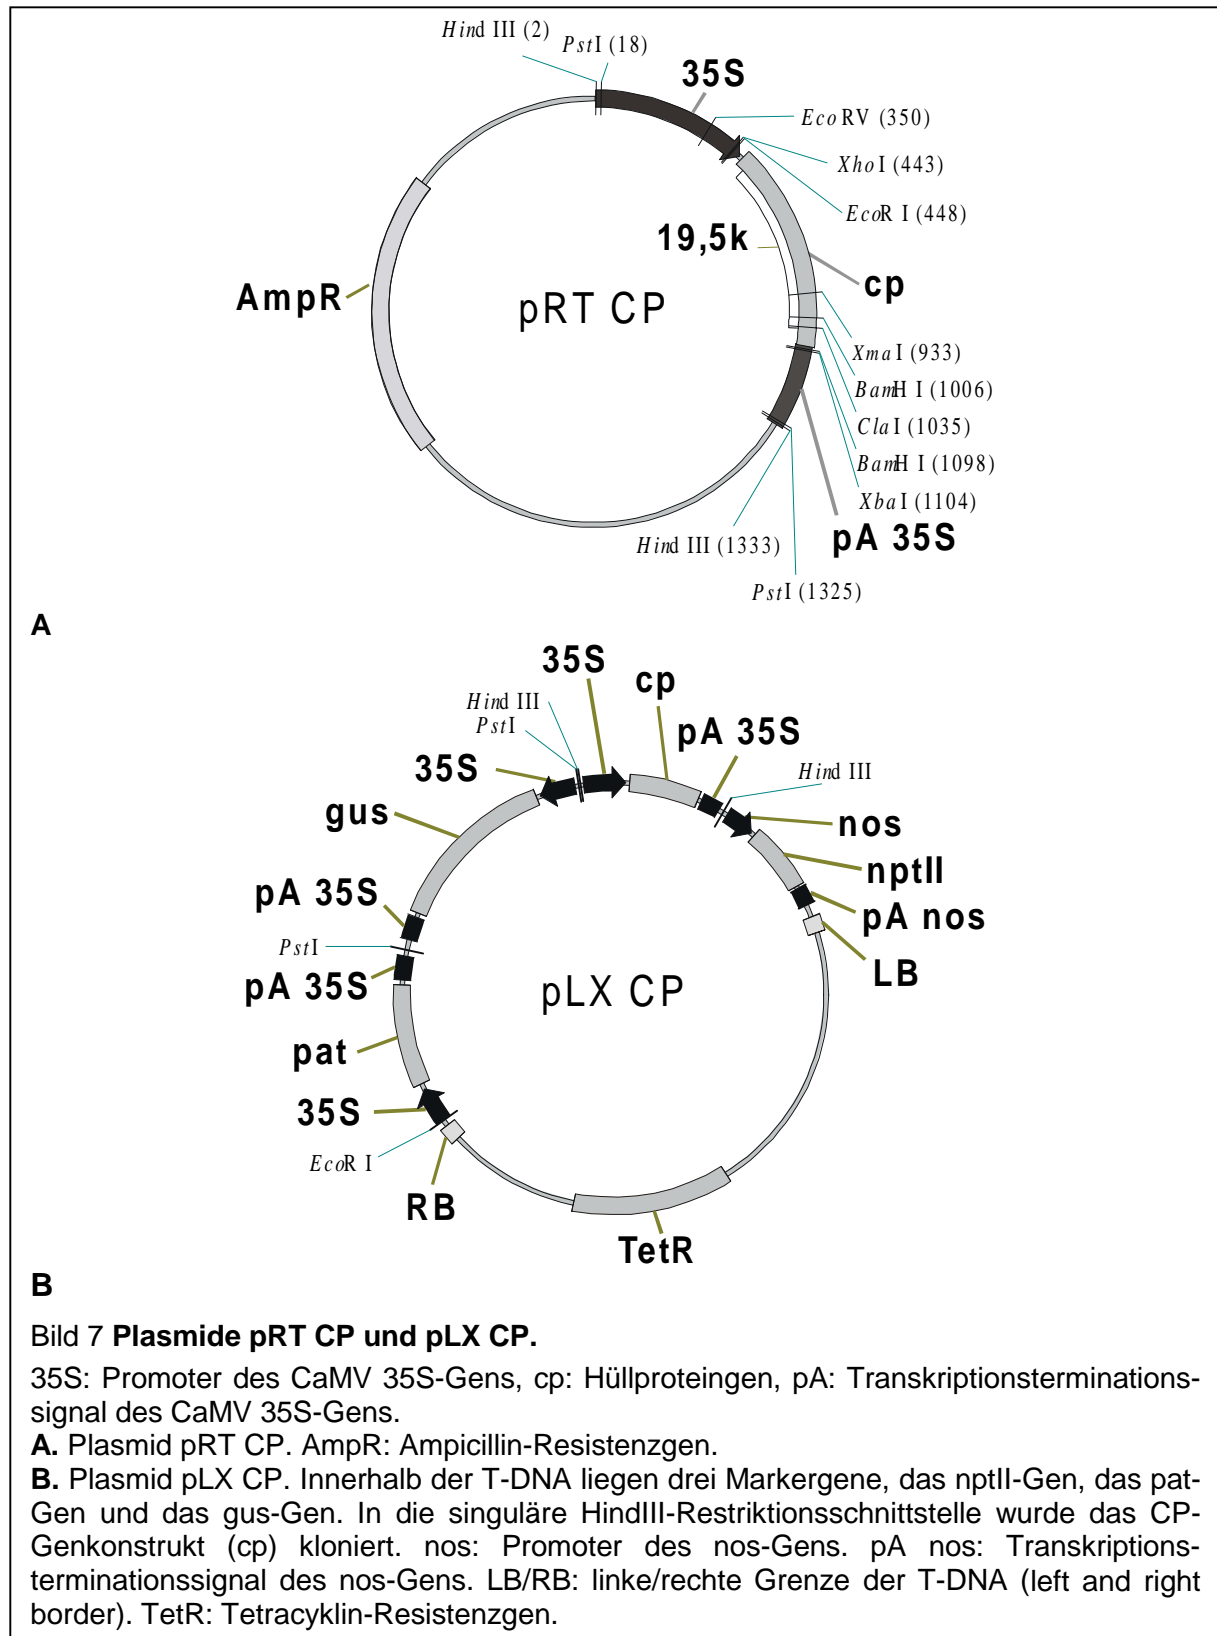 Hind III (2)
PstI (18)
35S
EcoRV (350)
XhoI (443)
EcoR I (448)
19,5k
cp
AmpR
pRT CP
XmaI (933)
BamH I (1006)
ClaI (1035)
BamH I (1098)
XbaI (1104)
pA 35S
Hind III (1333)
PstI (1325)
A
35S
cp
Hind III
PstI
pA 35S
35S
Hind III
gus
nos
nptII
pA 35S
pA nos
PstI
LB
pA 35S
pLX CP
pat
35S
EcoR I
RB
TetR
B
Bild 7 Plasmide pRT CP und pLX CP.
35S: Promoter des CaMV 35S-Gens, cp: Hüllproteingen, pA: Transkriptionsterminations-
signal des CaMV 35S-Gens.
A. Plasmid pRT CP. AmpR: Ampicillin-Resistenzgen.
B. Plasmid pLX CP. Innerhalb der T-DNA liegen drei Markergene, das nptII-Gen, das pat-
Gen und das gus-Gen. In die singuläre HindIII-Restriktionsschnittstelle wurde das CP-
Genkonstrukt (cp) kloniert. nos: Promoter des nos-Gens. pA nos: Transkriptions-
terminationssignal des nos-Gens. LB/RB: linke/rechte Grenze der T-DNA (left and right
border). TetR: Tetracyklin-Resistenzgen.